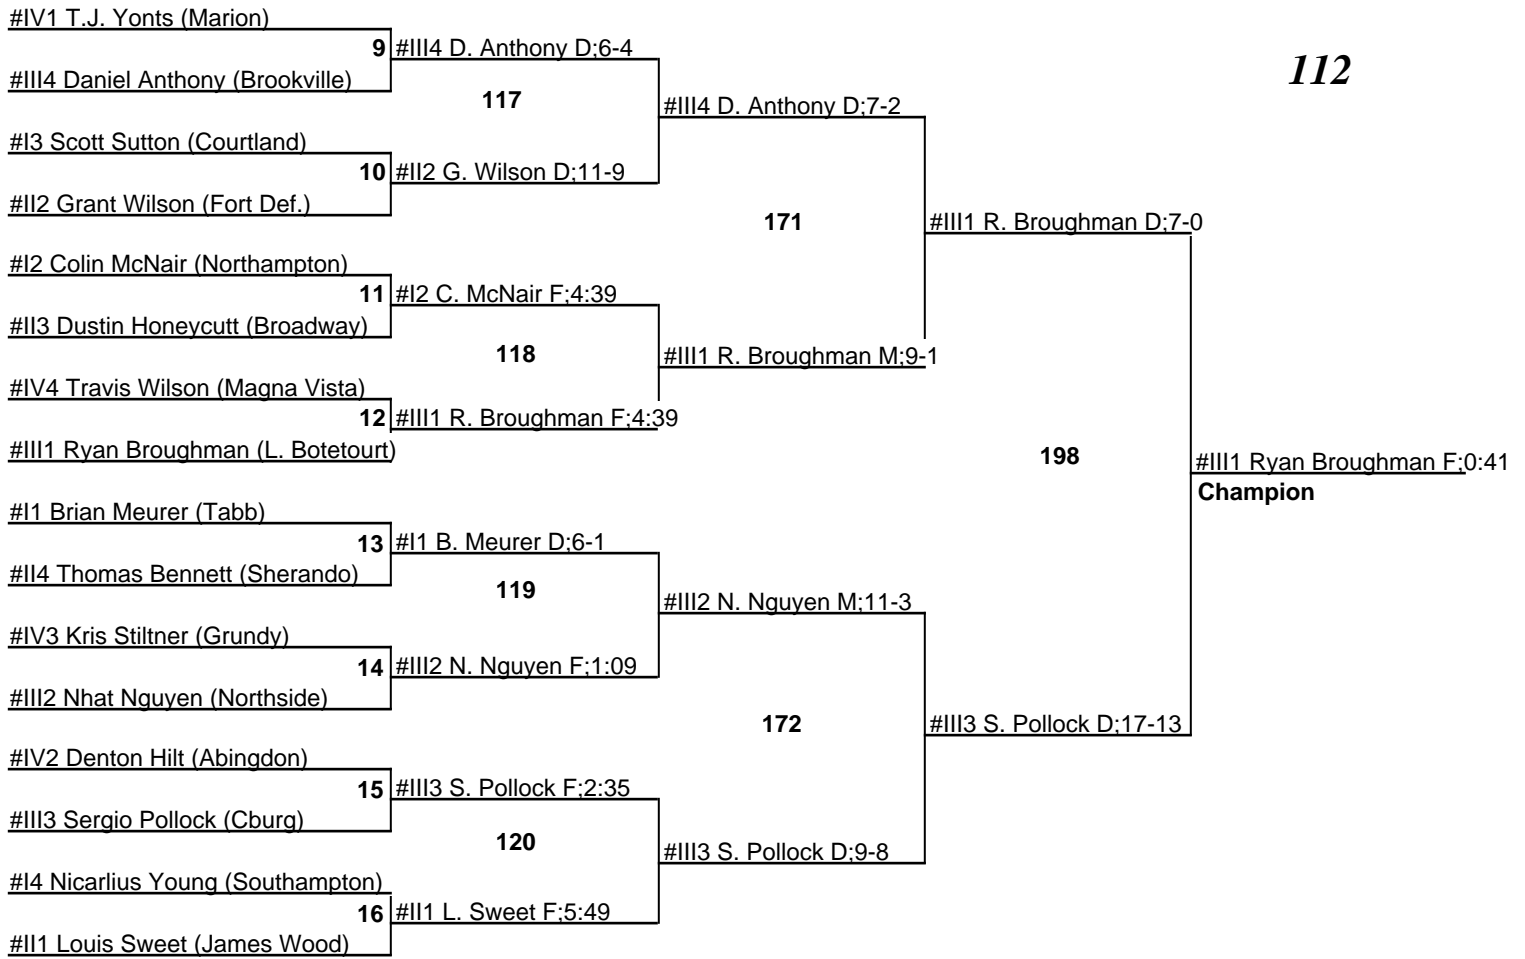 #IV1 T.J. Yonts (Marion)
9 #III4 D. Anthony D;6-4
112
#III4 Daniel Anthony (Brookville)
117
#III4 D. Anthony D;7-2
#I3 Scott Sutton (Courtland)
10 #II2 G. Wilson D;11-9
#II2 Grant Wilson (Fort Def.)
171
#III1 R. Broughman D;7-0
#I2 Colin McNair (Northampton)
11 #I2 C. McNair F;4:39
#II3 Dustin Honeycutt (Broadway)
118
#III1 R. Broughman M;9-1
#IV4 Travis Wilson (Magna Vista)
12 #III1 R. Broughman F;4:39
#III1 Ryan Broughman (L. Botetourt)
198
#III1 Ryan Broughman F;0:41
Champion
#I1 Brian Meurer (Tabb)
13 #I1 B. Meurer D;6-1
#II4 Thomas Bennett (Sherando)
119
#III2 N. Nguyen M;11-3
#IV3 Kris Stiltner (Grundy)
14 #III2 N. Nguyen F;1:09
#III2 Nhat Nguyen (Northside)
172
#III3 S. Pollock D;17-13
#IV2 Denton Hilt (Abingdon)
15 #III3 S. Pollock F;2:35
#III3 Sergio Pollock (Cburg)
120
#III3 S. Pollock D;9-8
#I4 Nicarlius Young (Southampton)
16 #II1 L. Sweet F;5:49
#II1 Louis Sweet (James Wood)